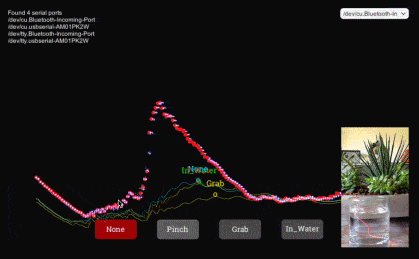 Found 4 serial ports
/dev/cu.Bluetooth-Incoming-Port
/dev/cu.usbserial-AM01PK2W
/dev/tty.Bluetooth-Incoming-Port
/dev/tty.usbserial-AM01PK2W
/dev/cu.Bluetooth-In
None
In_Water
Grab
None
Pinch
Grab
In_Water